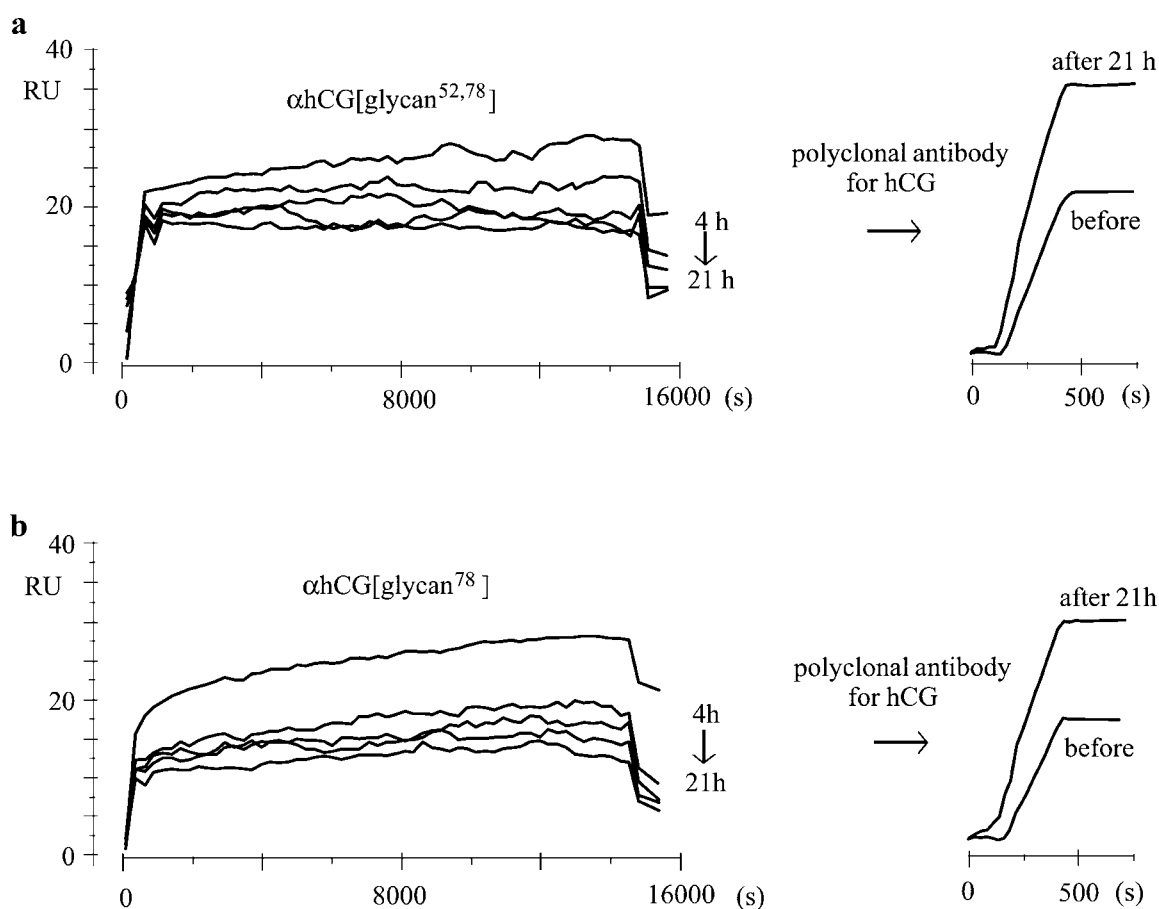 a
40
RU
20
0
αhCG[glycan52,78]
4 h
21 h
0
8000
16000
(s)
polyclonal antibody
for hCG
after 21 h
before
0
500
(s)
b
40
RU
20
0
αhCG[glycan78 ]
4h
21h
0
8000
16000
(s)
polyclonal antibody
for hCG
after 21h
before
0
500
(s)